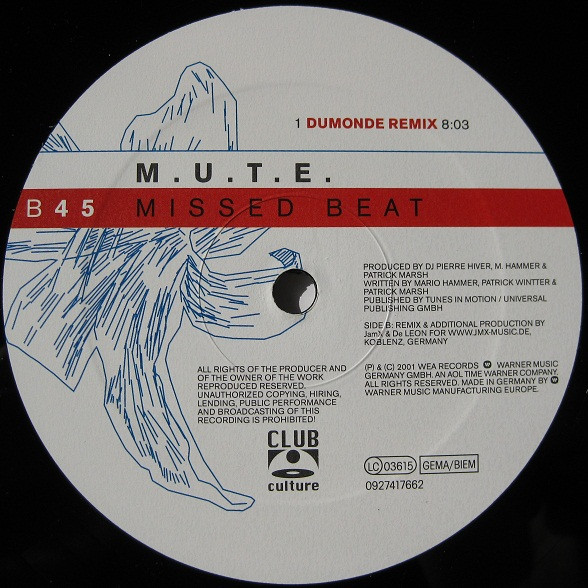 1 DUMONDE REMIX 8:03
M.U.T.E.
B 45 MISSED BEAT
PRODUCED BY DJ PIERRE HIVER, M. HAMMER &
PATRICK MARSH
WRITTEN BY MARIO HAMMER, PATRICK WINTTER &
PATRICK MARSH
PUBLISHED BY TUNES IN MOTION / UNIVERSAL
PUBLISHING GMBH
SIDE B: REMIX & ADDITIONAL PRODUCTION BY
JamX & De LEON FOR WWW.JMX-MUSIC.DE,
KOBLENZ, GERMANY
(P) & (C) 2001 WEA RECORDS WARNER MUSIC
GERMANY GMBH. AN AOL TIME WARNER COMPANY.
ALL RIGHTS RESERVED. MADE IN GERMANY BY
WARNER MUSIC MANUFACTURING EUROPE.
ALL RIGHTS OF THE PRODUCER AND
OF THE OWNER OF THE WORK
REPRODUCED RESERVED.
UNAUTHORIZED COPYING, HIRING,
LENDING, PUBLIC PERFORMANCE
AND BROADCASTING OF THIS
RECORDING IS PROHIBITED!
CLUB
culture
LC 03615 GEMA/BIEM
0927417662